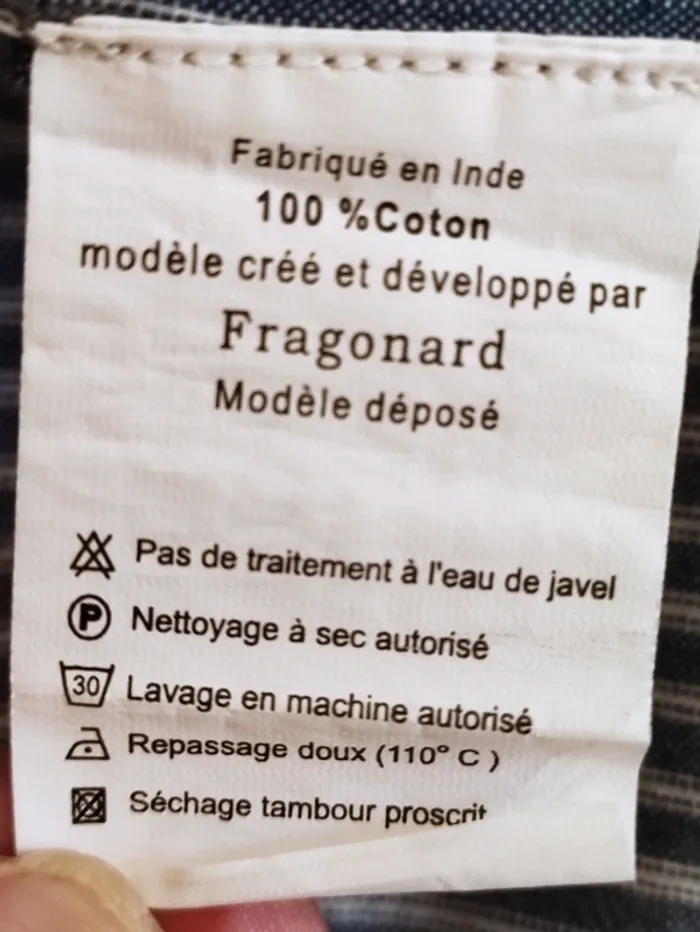 Fabriqué en Inde
100 %Coton
modèle créé et développé par
Fragonard
Modèle déposé
Pas de traitement à l'eau de javel
P Nettoyage à sec autorisé
30 Lavage en machine autorisé
Repassage doux (110° C )
Séchage tambour proscrit